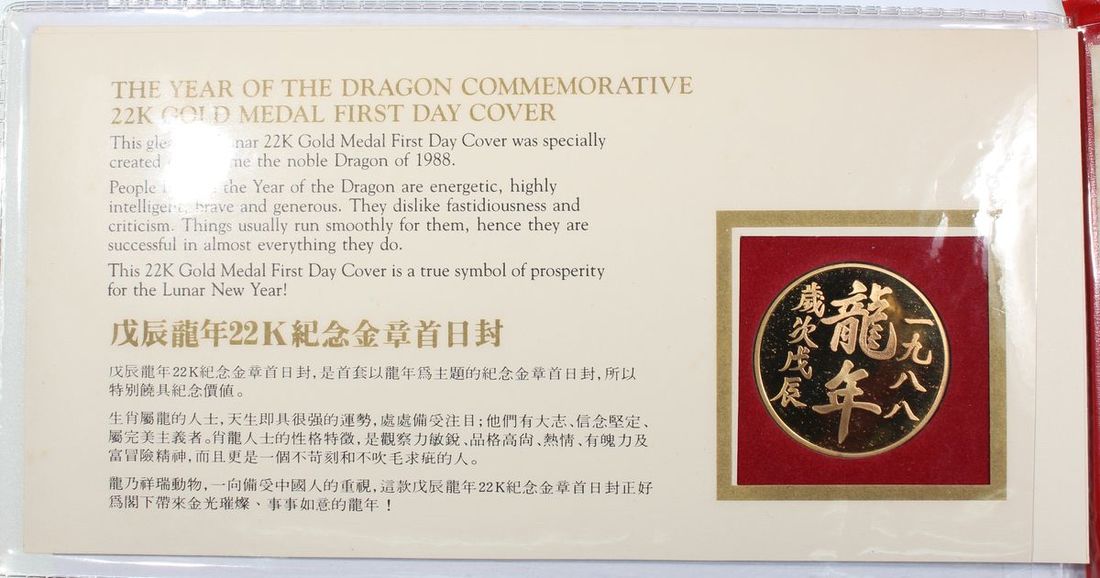 THE YEAR OF THE DRAGON COMMEMORATIVE
22K GOLD MEDAL FIRST DAY COVER
This Lunar 22K Gold Medal First Day Cover was specially
created the noble Dragon of 1988.
People the Year of the Dragon are energetic, highly
intelligent, brave and generous. They dislike fastidiousness and
criticism. Things usually run smoothly for them, hence they are
successful in almost everything they do.
This 22K Gold Medal First Day Cover is a true symbol of prosperity
for the Lunar New Year!
戊辰龍年22K紀念金章首日封
戊辰龍年22K紀念金章首日封,是首套以龍年爲主題的紀念金章首日封,所以
特別饒具紀念價值。
生肖屬龍的人士,天生即具很强的運勢,處處備受注目;他們有大志、信念堅定、
屬完美主義者。肖龍人士的性格特徵,是觀察力敏銳、品格高尙、熱情、有魄力及
富冒險精神,而且更是一個不苛刻和不吹毛求疵的人。
龍乃祥瑞動物,一向備受中國人的重視,這款戊辰龍年22K紀念金章首日封正好
爲閣下帶來金光璀燦、事事如意的龍年!
一九八八
龍年
歲次戊辰